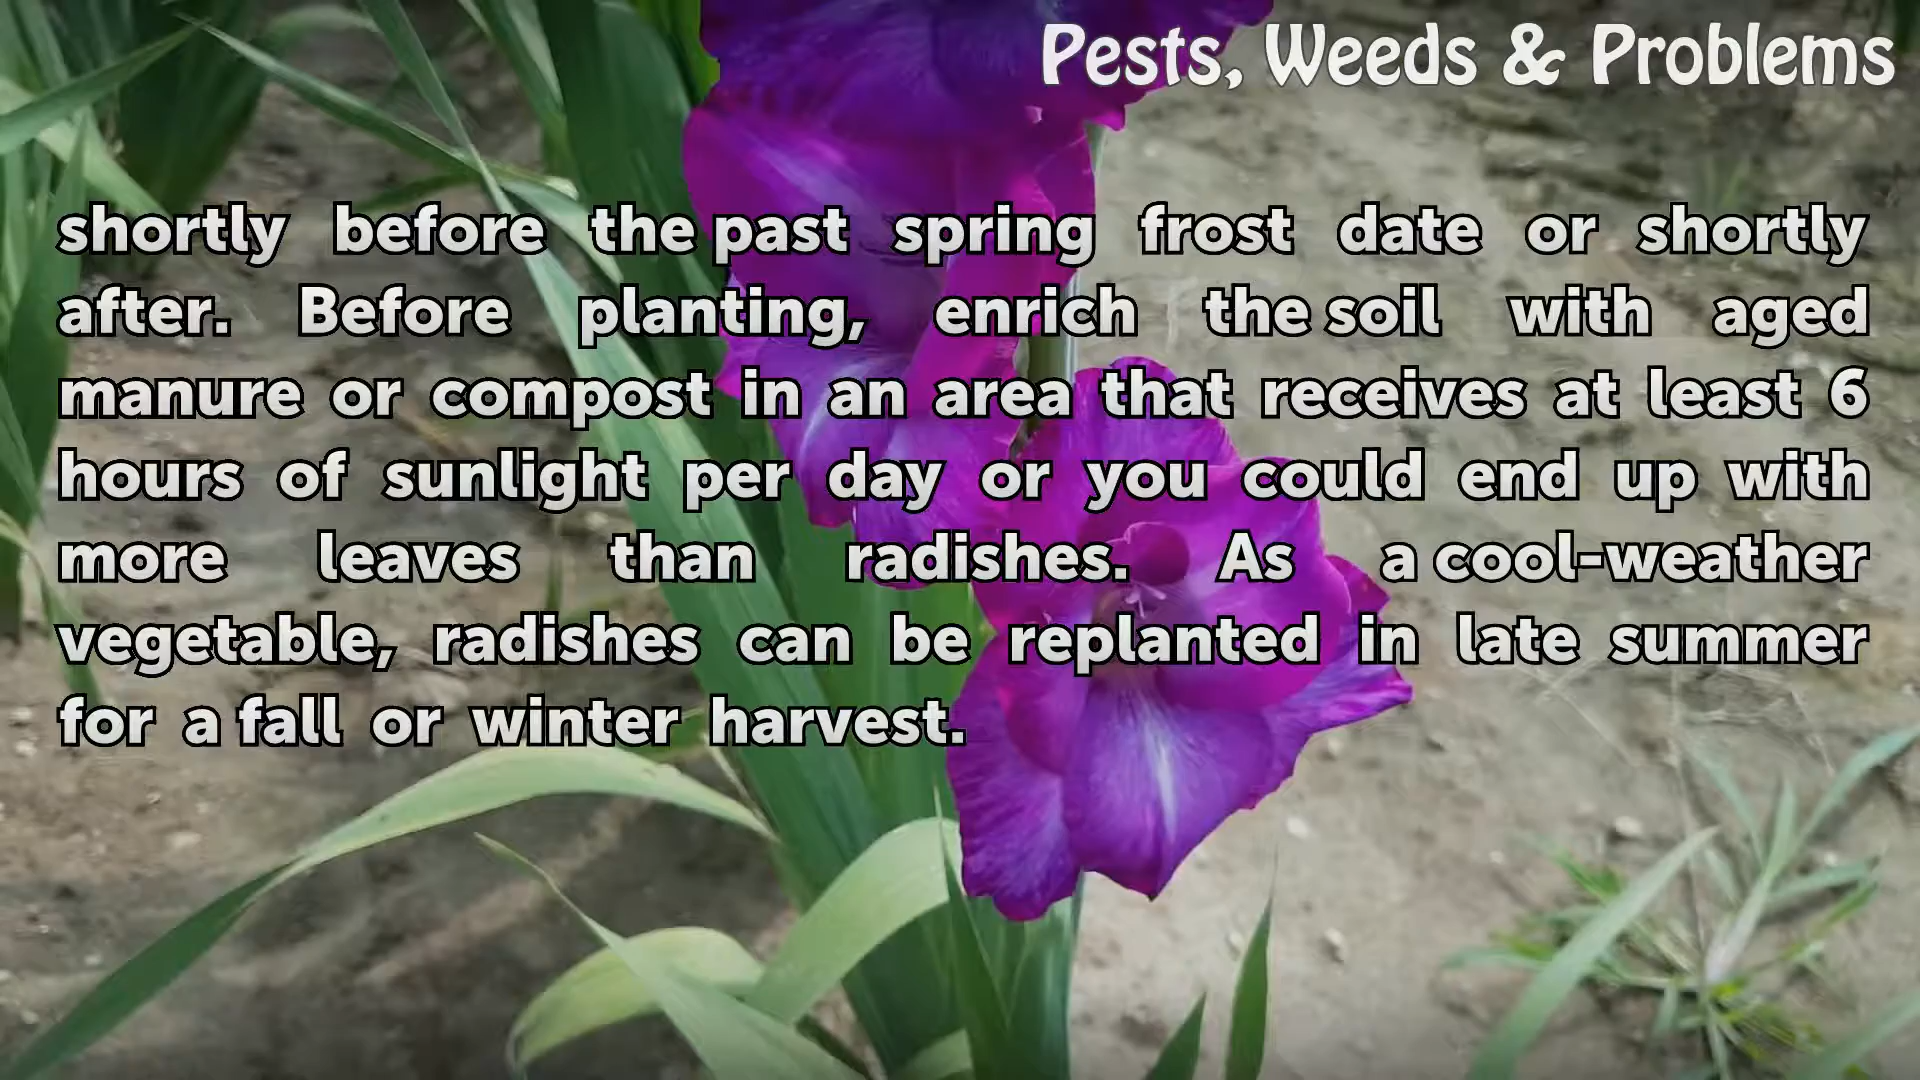 Pests, Weeds & Problems
shortly before the past spring frost date or shortly
after. Before planting, enrich the soil with aged
manure or compost in an area that receives at least 6
hours of sunlight per day or you could end up with
more leaves than radishes. As a cool-weather
vegetable, radishes can be replanted in late summer
for a fall or winter harvest.